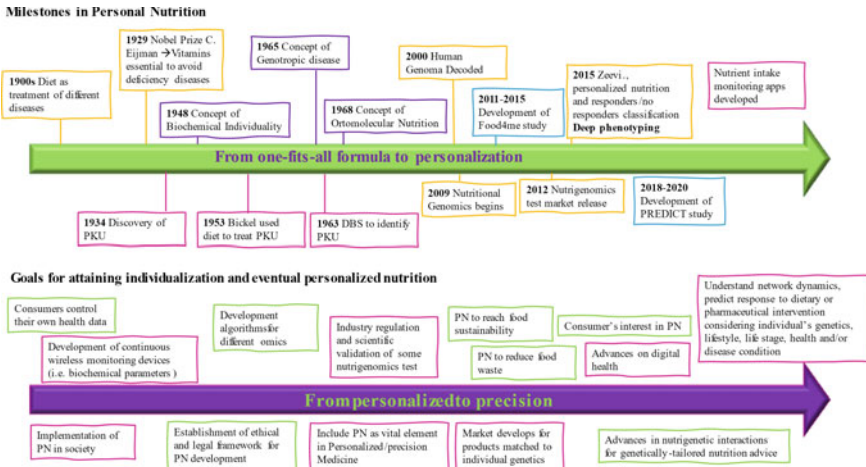 Milestones in Personal Nutrition
1900s Diet as
treatment of different
diseases
1929 Nobel Prize C.
Eijman →Vitamins
essential to avoid
deficiency diseases
1948 Concept of
Biochemical Individuality
1965 Concept of
Genotropic disease
1968 Concept of
Ortomolecular Nutrition
2000 Human
Genoma Decoded
2011-2015
Development of
Food4me study
2015 Zeevi.,
personalized nutrition
and responders/no
responders classification
Deep phenotyping
Nutrient intake
monitoring apps
developed
From one-fits-all formula to personalization
1934 Discovery of
PKU
1953 Bickel used
diet to treat PKU
1963 DBS to identify
PKU
2009 Nutritional
Genomics begins
2012 Nutrigenomics
test market release
2018-2020
Development of
PREDICT study
Goals for attaining individualization and eventual personalized nutrition
Consumers control
their own health data
Development of continuous
wireless monitoring devices
(i.e. biochemical parameters )
Development
algorithmsfor
different omics
Industry regulation
and scientific
validation of some
nutrigenomics test
PN to reach food
sustainability
PN to reduce food
waste
Consumer's interest in PN
Advances on digital
health
Understand network dynamics,
predict response to dietary or
pharmaceutical intervention
considering individual's genetics,
lifestyle, life stage, health and/or
disease condition
Frompersonalizedto precision
Implementation of
PN in society
Establishment of ethical
and legal framework for
PN development
Include PN as vital element
in Personalized/precision
Medicine
Market develops for
products matched to
individual genetics
Advances in nutrigenetic interactions
for genetically-tailored nutrition advice